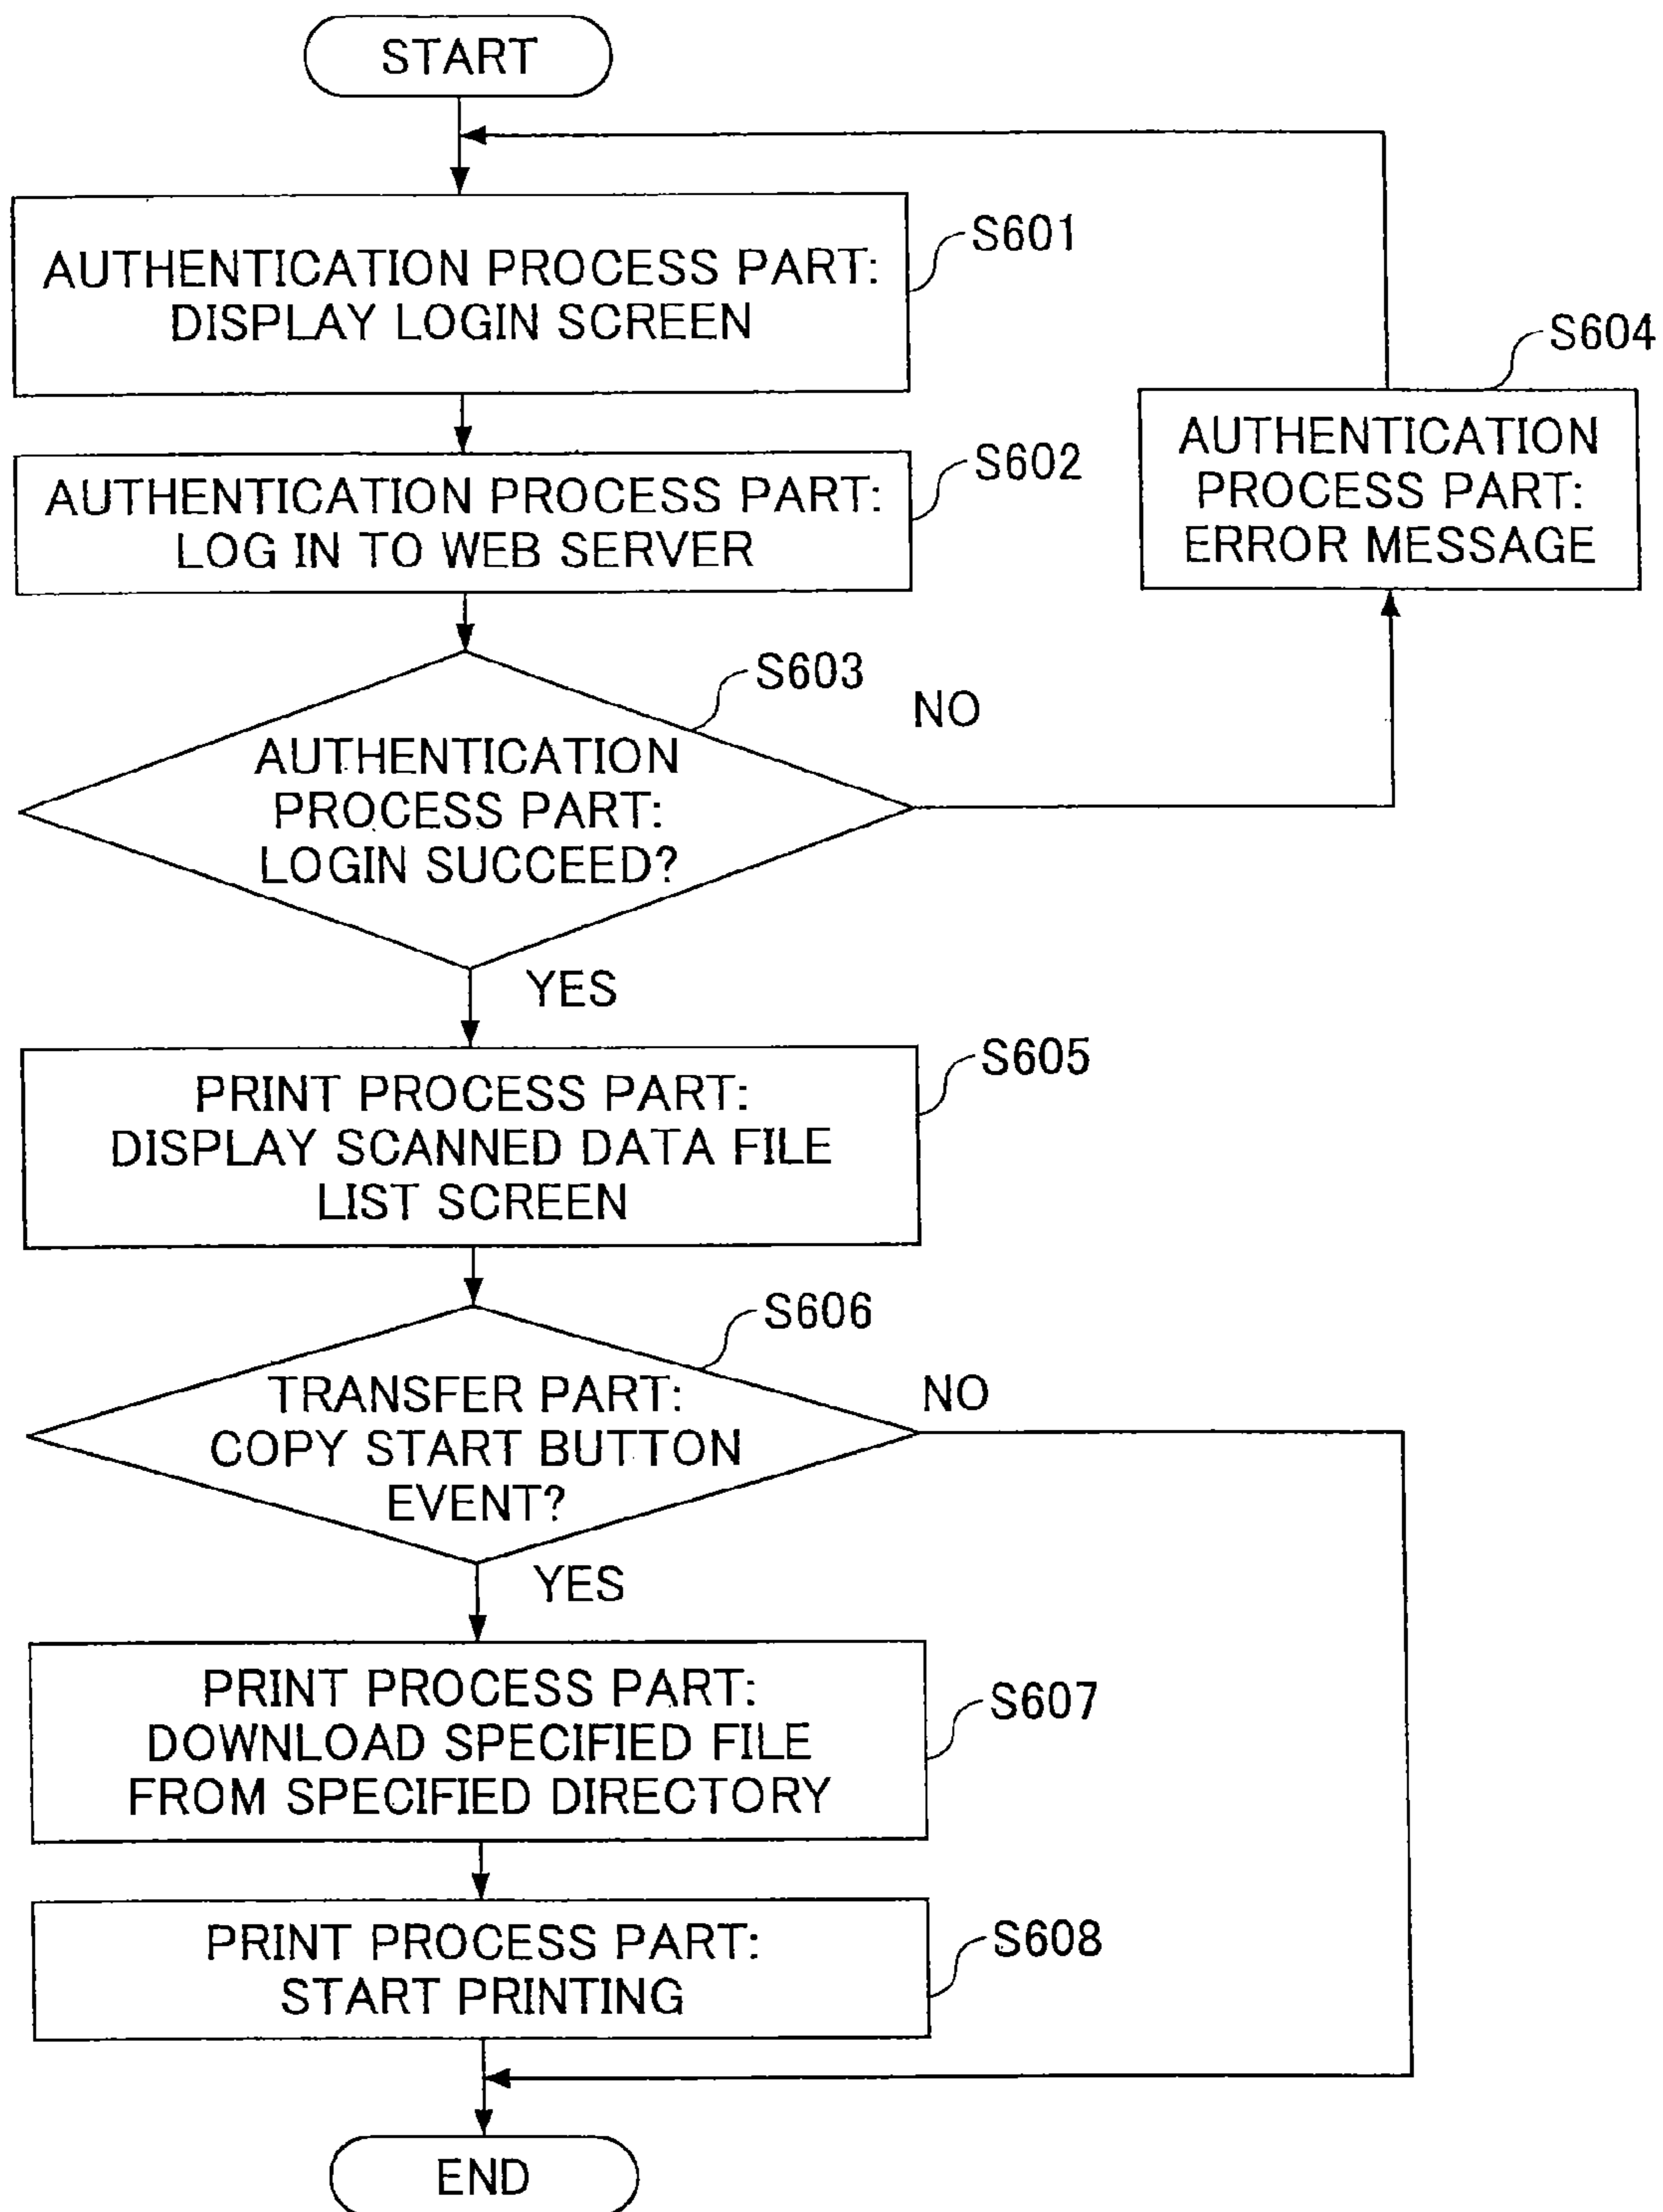 START
AUTHENTICATION PROCESS PART:
DISPLAY LOGIN SCREEN
S601
AUTHENTICATION PROCESS PART:
LOG IN TO WEB SERVER
S602
AUTHENTICATION
PROCESS PART:
LOGIN SUCCEED?
S603
NO
AUTHENTICATION
PROCESS PART:
ERROR MESSAGE
S604
YES
PRINT PROCESS PART:
DISPLAY SCANNED DATA FILE
LIST SCREEN
S605
TRANSFER PART:
COPY START BUTTON
EVENT?
S606
NO
YES
PRINT PROCESS PART:
DOWNLOAD SPECIFIED FILE
FROM SPECIFIED DIRECTORY
S607
PRINT PROCESS PART:
START PRINTING
S608
END